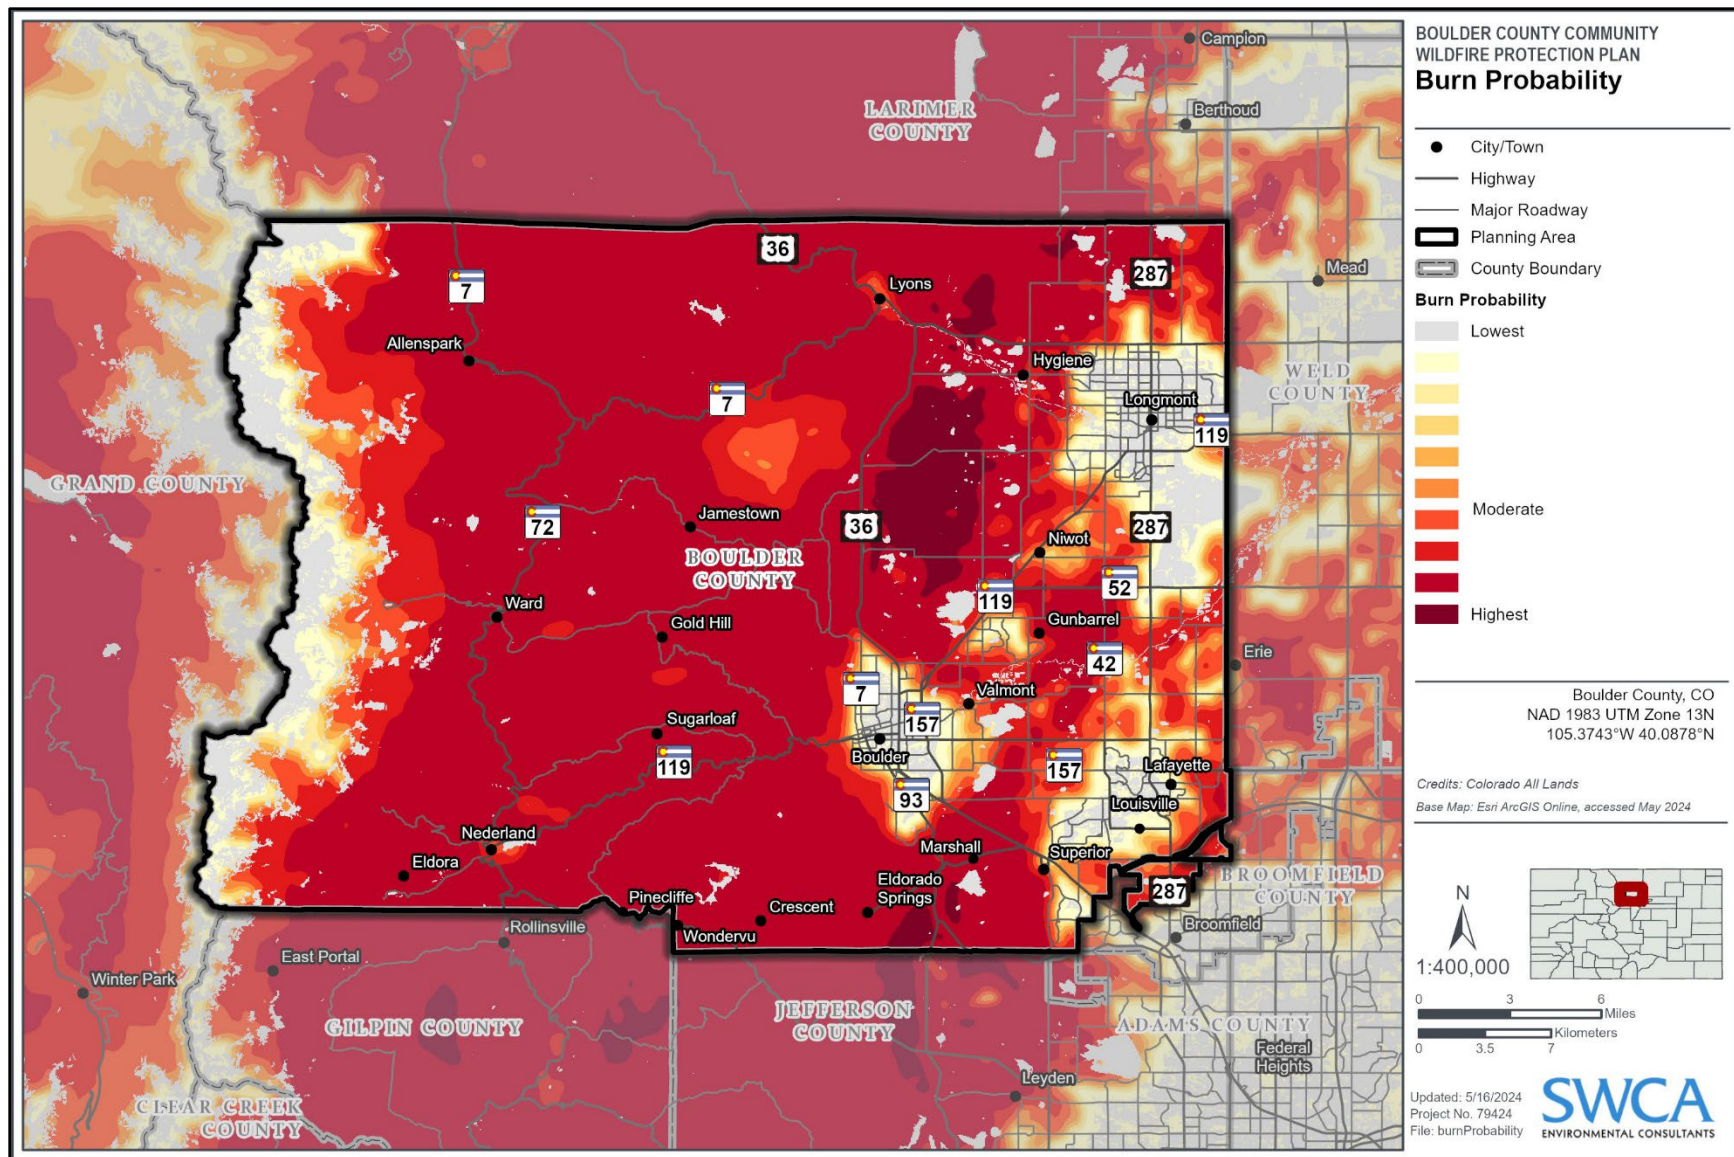 BOULDER COUNTY COMMUNITY
WILDFIRE PROTECTION PLAN
Burn Probability
City/Town
Highway
Major Roadway
Planning Area
County Boundary
Burn Probability
Lowest
Moderate
Highest
Boulder County, CO
NAD 1983 UTM Zone 13N
105.3743°W 40.0878°N
Credits: Colorado All Lands
Base Map: Esri ArcGIS Online, accessed May 2024
N
1:400,000
0 3 6
Miles
Kilometers
0 3.5 7
Updated: 5/16/2024
Project No. 79424
File: burnProbability
SWCA
ENVIRONMENTAL CONSULTANTS
Campion
LARIMER
COUNTY
Berthoud
36
287
Mead
7
Lyons
Allenspark
Hygiene
WELD
COUNTY
7
Longmont
119
GRAND COUNTY
72
Jamestown
36
287
BOULDER
COUNTY
Niwot
52
119
Ward
Gold Hill
Gunbarrel
42
Erie
7
Valmont
157
Sugarloaf
119
Boulder
157
Lafayette
93
Louisville
Nederland
Marshall
Superior
Eldora
Eldorado
Springs
BROOMFIELD
COUNTY
287
Pinecliffe
Crescent
Wondervu
Rollinsville
Broomfield
East Portal
Winter Park
GILPIN COUNTY
JEFFERSON
COUNTY
ADAMS COUNTY
Federal
Heights
Leyden
CLEAR CREEK
COUNTY